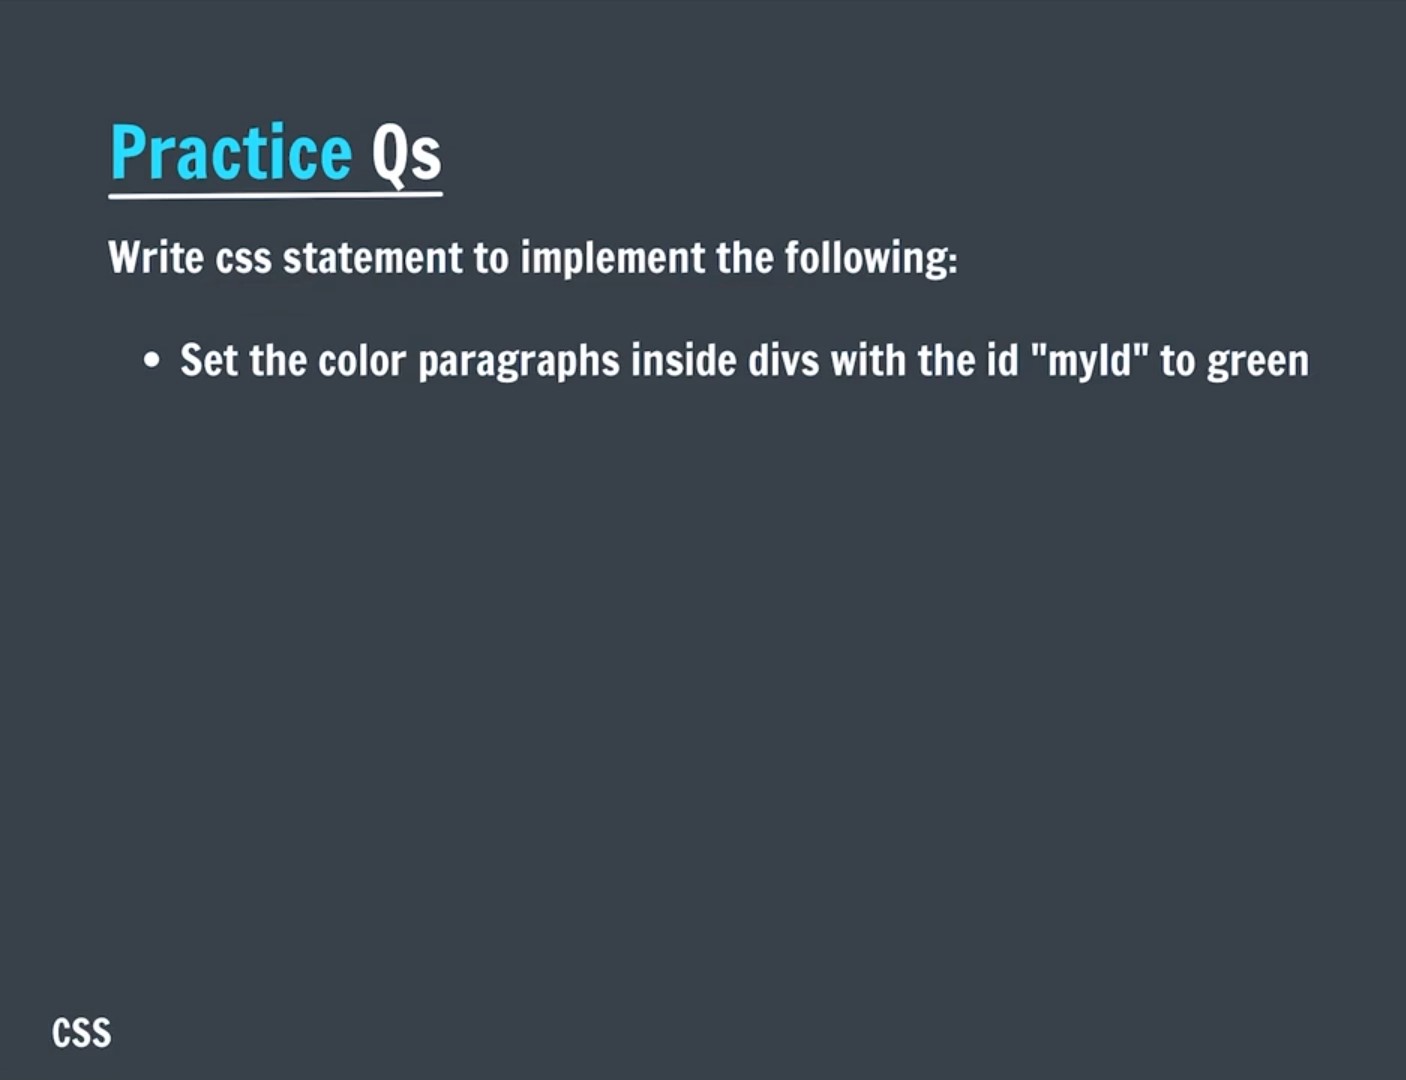 Practice Qs
Write css statement to implement the following:
• Set the color paragraphs inside divs with the id "myId" to green
CSS